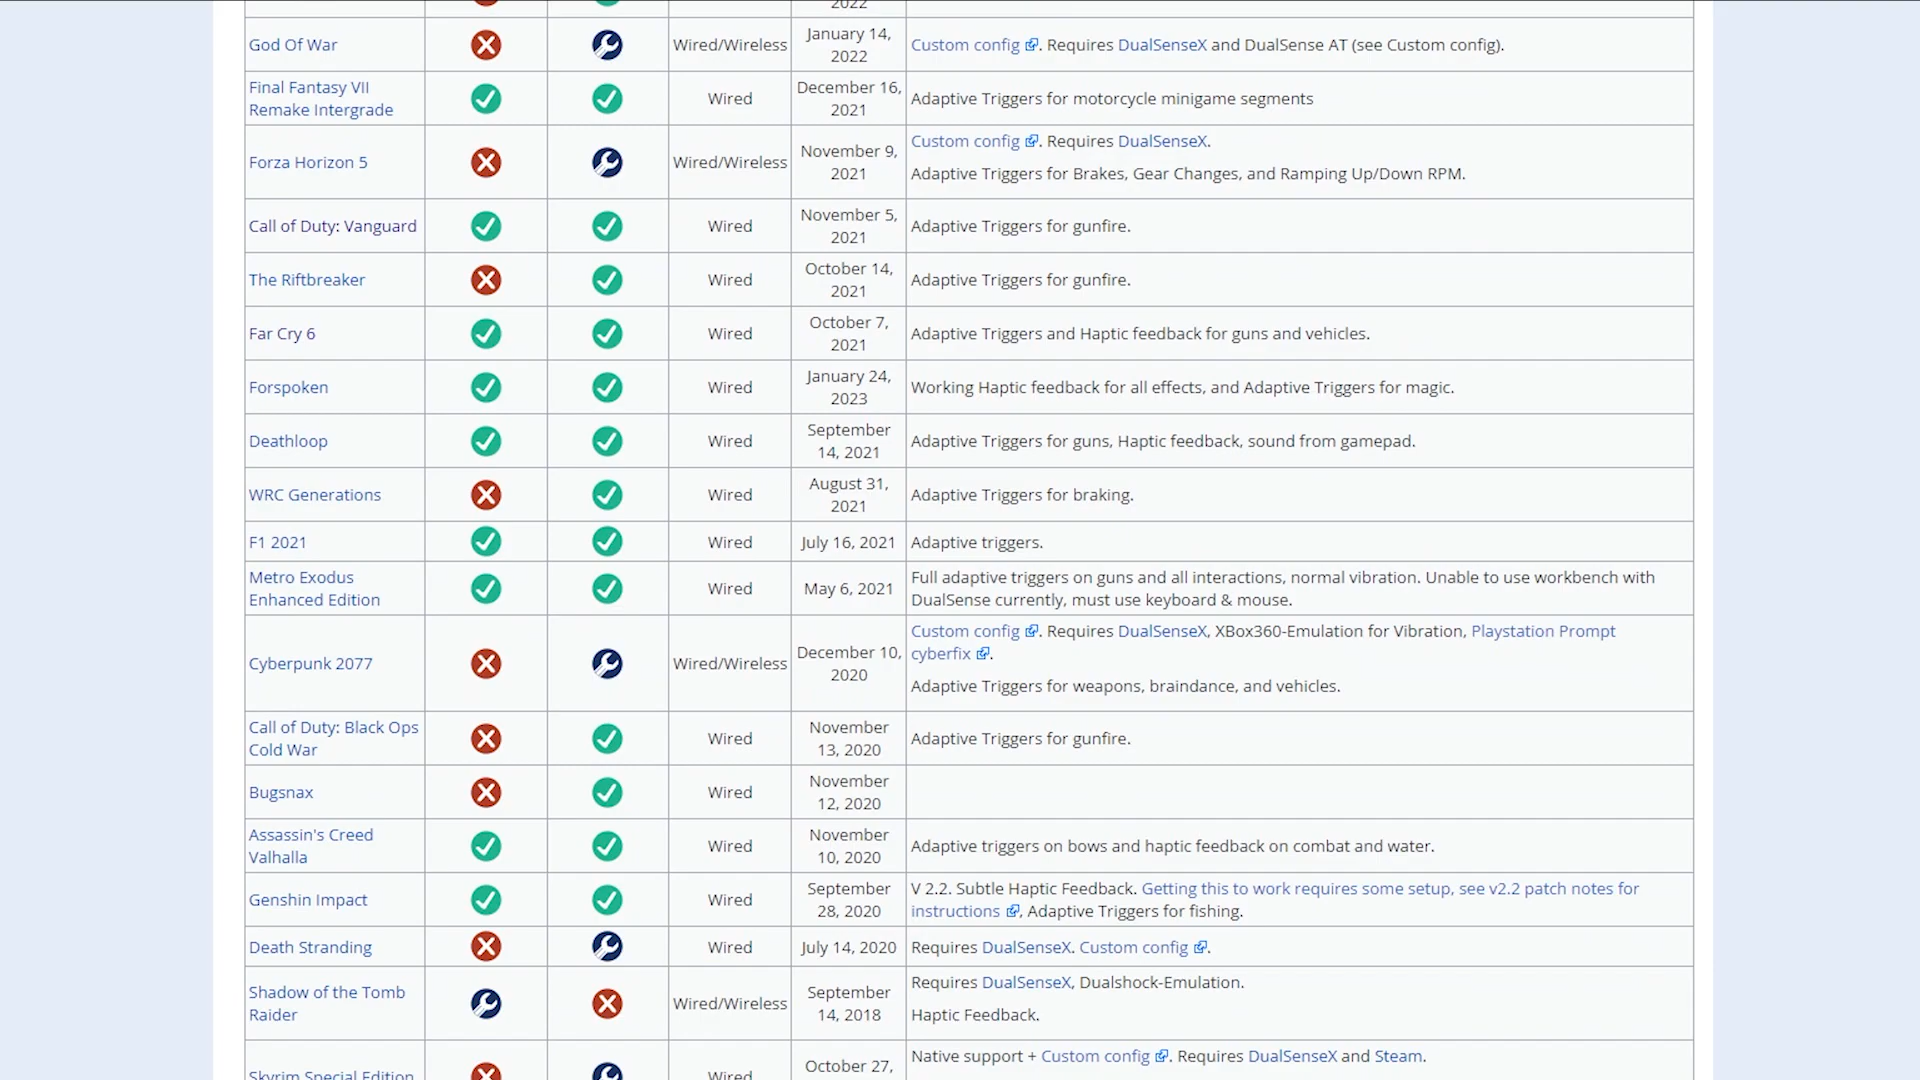 2022
God Of War
Wired/Wireless
January 14,
2022
Custom config. Requires DualSenseX and DualSense AT (see Custom config).
Final Fantasy VII
Remake Intergrade
Wired
December 16,
2021
Adaptive Triggers for motorcycle minigame segments
Forza Horizon 5
Wired/Wireless
November 9,
2021
Custom config. Requires DualSenseX.
Adaptive Triggers for Brakes, Gear Changes, and Ramping Up/Down RPM.
Call of Duty: Vanguard
Wired
November 5,
2021
Adaptive Triggers for gunfire.
The Riftbreaker
Wired
October 14,
2021
Adaptive Triggers for gunfire.
Far Cry 6
Wired
October 7,
2021
Adaptive Triggers and Haptic feedback for guns and vehicles.
Forspoken
Wired
January 24,
2023
Working Haptic feedback for all effects, and Adaptive Triggers for magic.
Deathloop
Wired
September
14, 2021
Adaptive Triggers for guns, Haptic feedback, sound from gamepad.
WRC Generations
Wired
August 31,
2021
Adaptive Triggers for braking.
F1 2021
Wired
July 16, 2021
Adaptive triggers.
Metro Exodus
Enhanced Edition
Wired
May 6, 2021
Full adaptive triggers on guns and all interactions, normal vibration. Unable to use workbench with
DualSense currently, must use keyboard & mouse.
Cyberpunk 2077
Wired/Wireless
December 10,
2020
Custom config. Requires DualSenseX, XBox360-Emulation for Vibration, Playstation Prompt
cyberfix.
Adaptive Triggers for weapons, braindance, and vehicles.
Call of Duty: Black Ops
Cold War
Wired
November
13, 2020
Adaptive Triggers for gunfire.
Bugsnax
Wired
November
12, 2020
Assassin's Creed
Valhalla
Wired
November
10, 2020
Adaptive triggers on bows and haptic feedback on combat and water.
Genshin Impact
Wired
September
28, 2020
V 2.2. Subtle Haptic Feedback. Getting this to work requires some setup, see v2.2 patch notes for
instructions, Adaptive Triggers for fishing.
Death Stranding
Wired
July 14, 2020
Requires DualSenseX. Custom config.
Shadow of the Tomb
Raider
Wired/Wireless
September
14, 2018
Requires DualSenseX, Dualshock-Emulation.
Haptic Feedback.
Skyrim Special Edition
Wired
October 27,
Native support + Custom config. Requires DualSenseX and Steam.